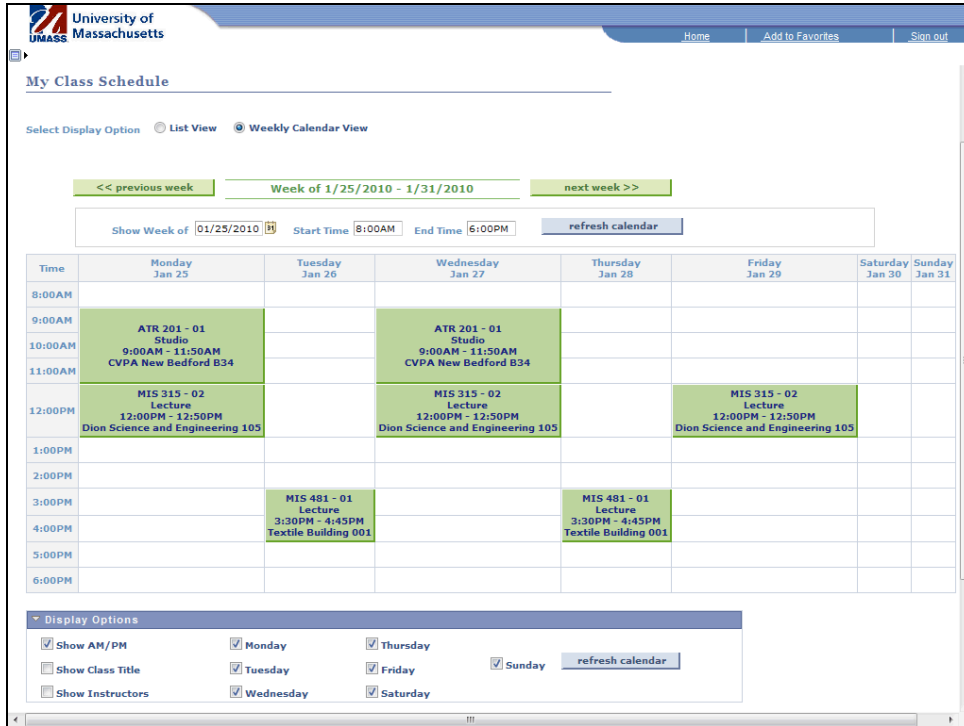 University of
Massachusetts
UMASS
Home Add to Favorites Sign out
My Class Schedule
Select Display Option List View Weekly Calendar View
<< previous week Week of 1/25/2010 - 1/31/2010 next week >>
Show Week of 01/25/2010 31 Start Time 8:00AM End Time 6:00PM refresh calendar
Time Monday Tuesday Wednesday Thursday Friday Saturday Sunday
Jan 25 Jan 26 Jan 27 Jan 28 Jan 29 Jan 30 Jan 31
8:00AM
9:00AM
10:00AM
11:00AM
ATR 201 - 01
Studio
9:00AM - 11:50AM
CVPA New Bedford B34
ATR 201 - 01
Studio
9:00AM - 11:50AM
CVPA New Bedford B34
12:00PM
MIS 315 - 02
Lecture
12:00PM - 12:50PM
Dion Science and Engineering 105
MIS 315 - 02
Lecture
12:00PM - 12:50PM
Dion Science and Engineering 105
MIS 315 - 02
Lecture
12:00PM - 12:50PM
Dion Science and Engineering 105
1:00PM
2:00PM
3:00PM
4:00PM
MIS 481 - 01
Lecture
3:30PM - 4:45PM
Textile Building 001
MIS 481 - 01
Lecture
3:30PM - 4:45PM
Textile Building 001
5:00PM
6:00PM
Display Options
Show AM/PM Monday Thursday
Show Class Title Tuesday Friday Sunday refresh calendar
Show Instructors Wednesday Saturday